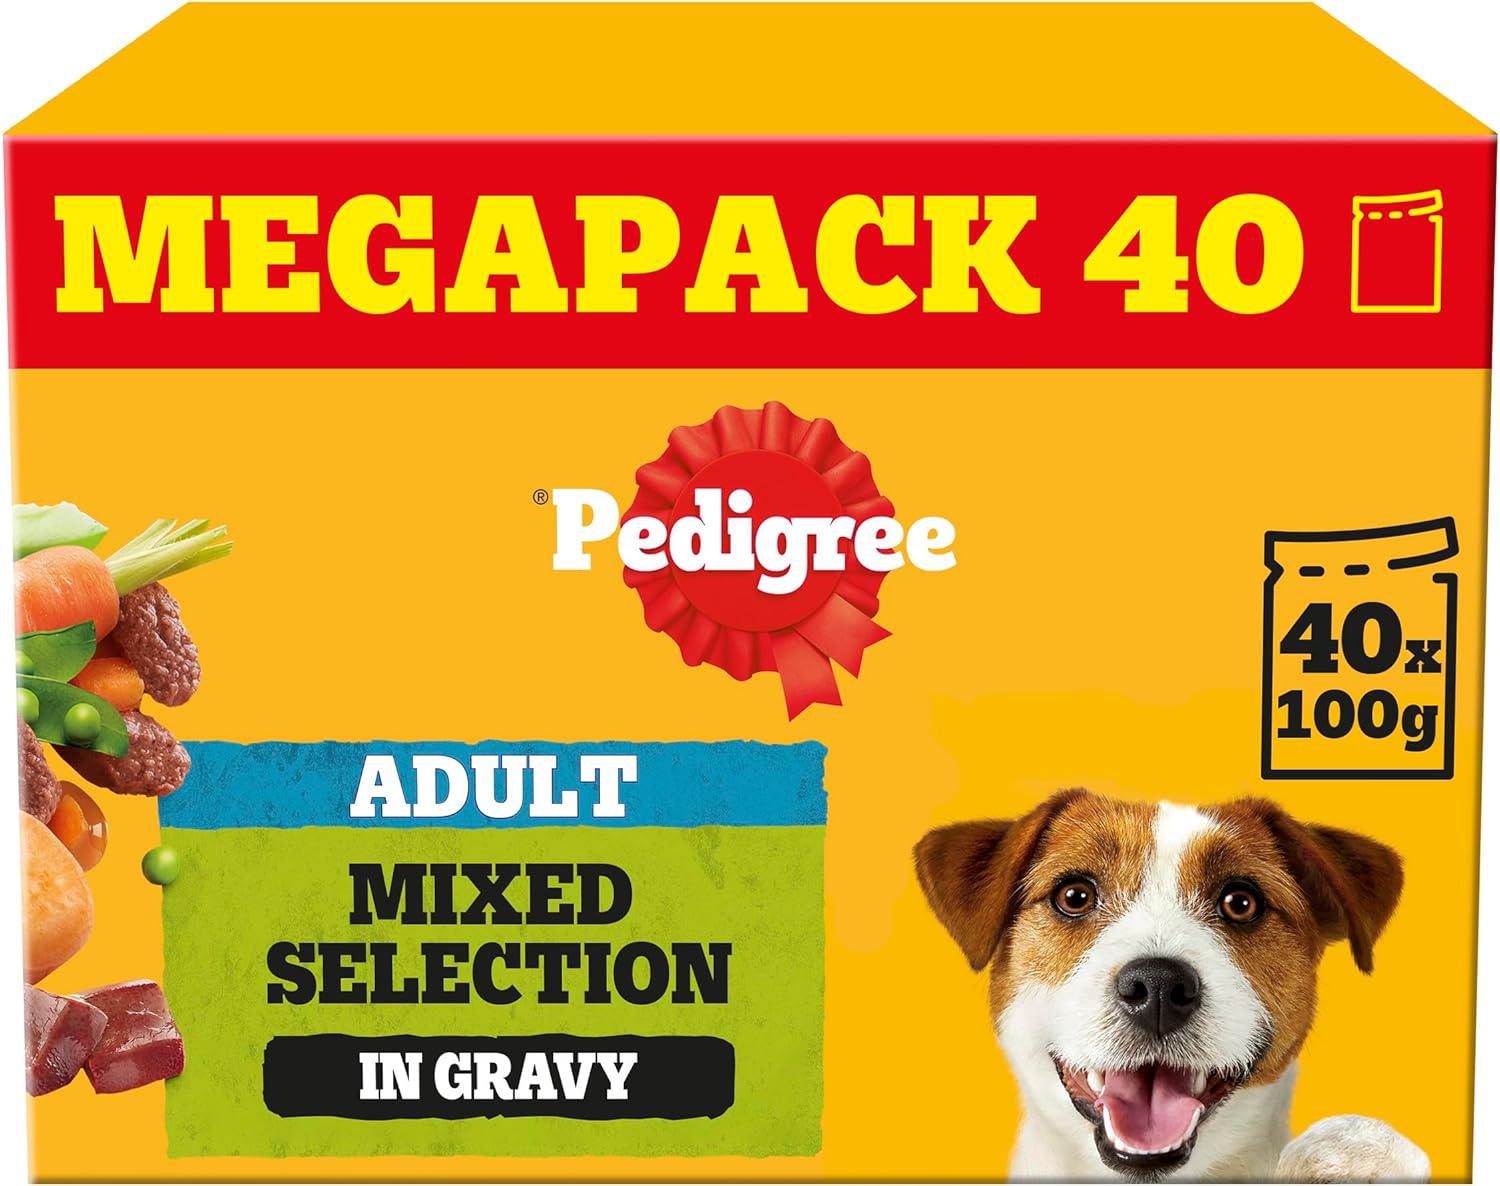 MEGAPACK 40
® Pedigree
40x
100g
ADULT
MIXED
SELECTION
IN GRAVY